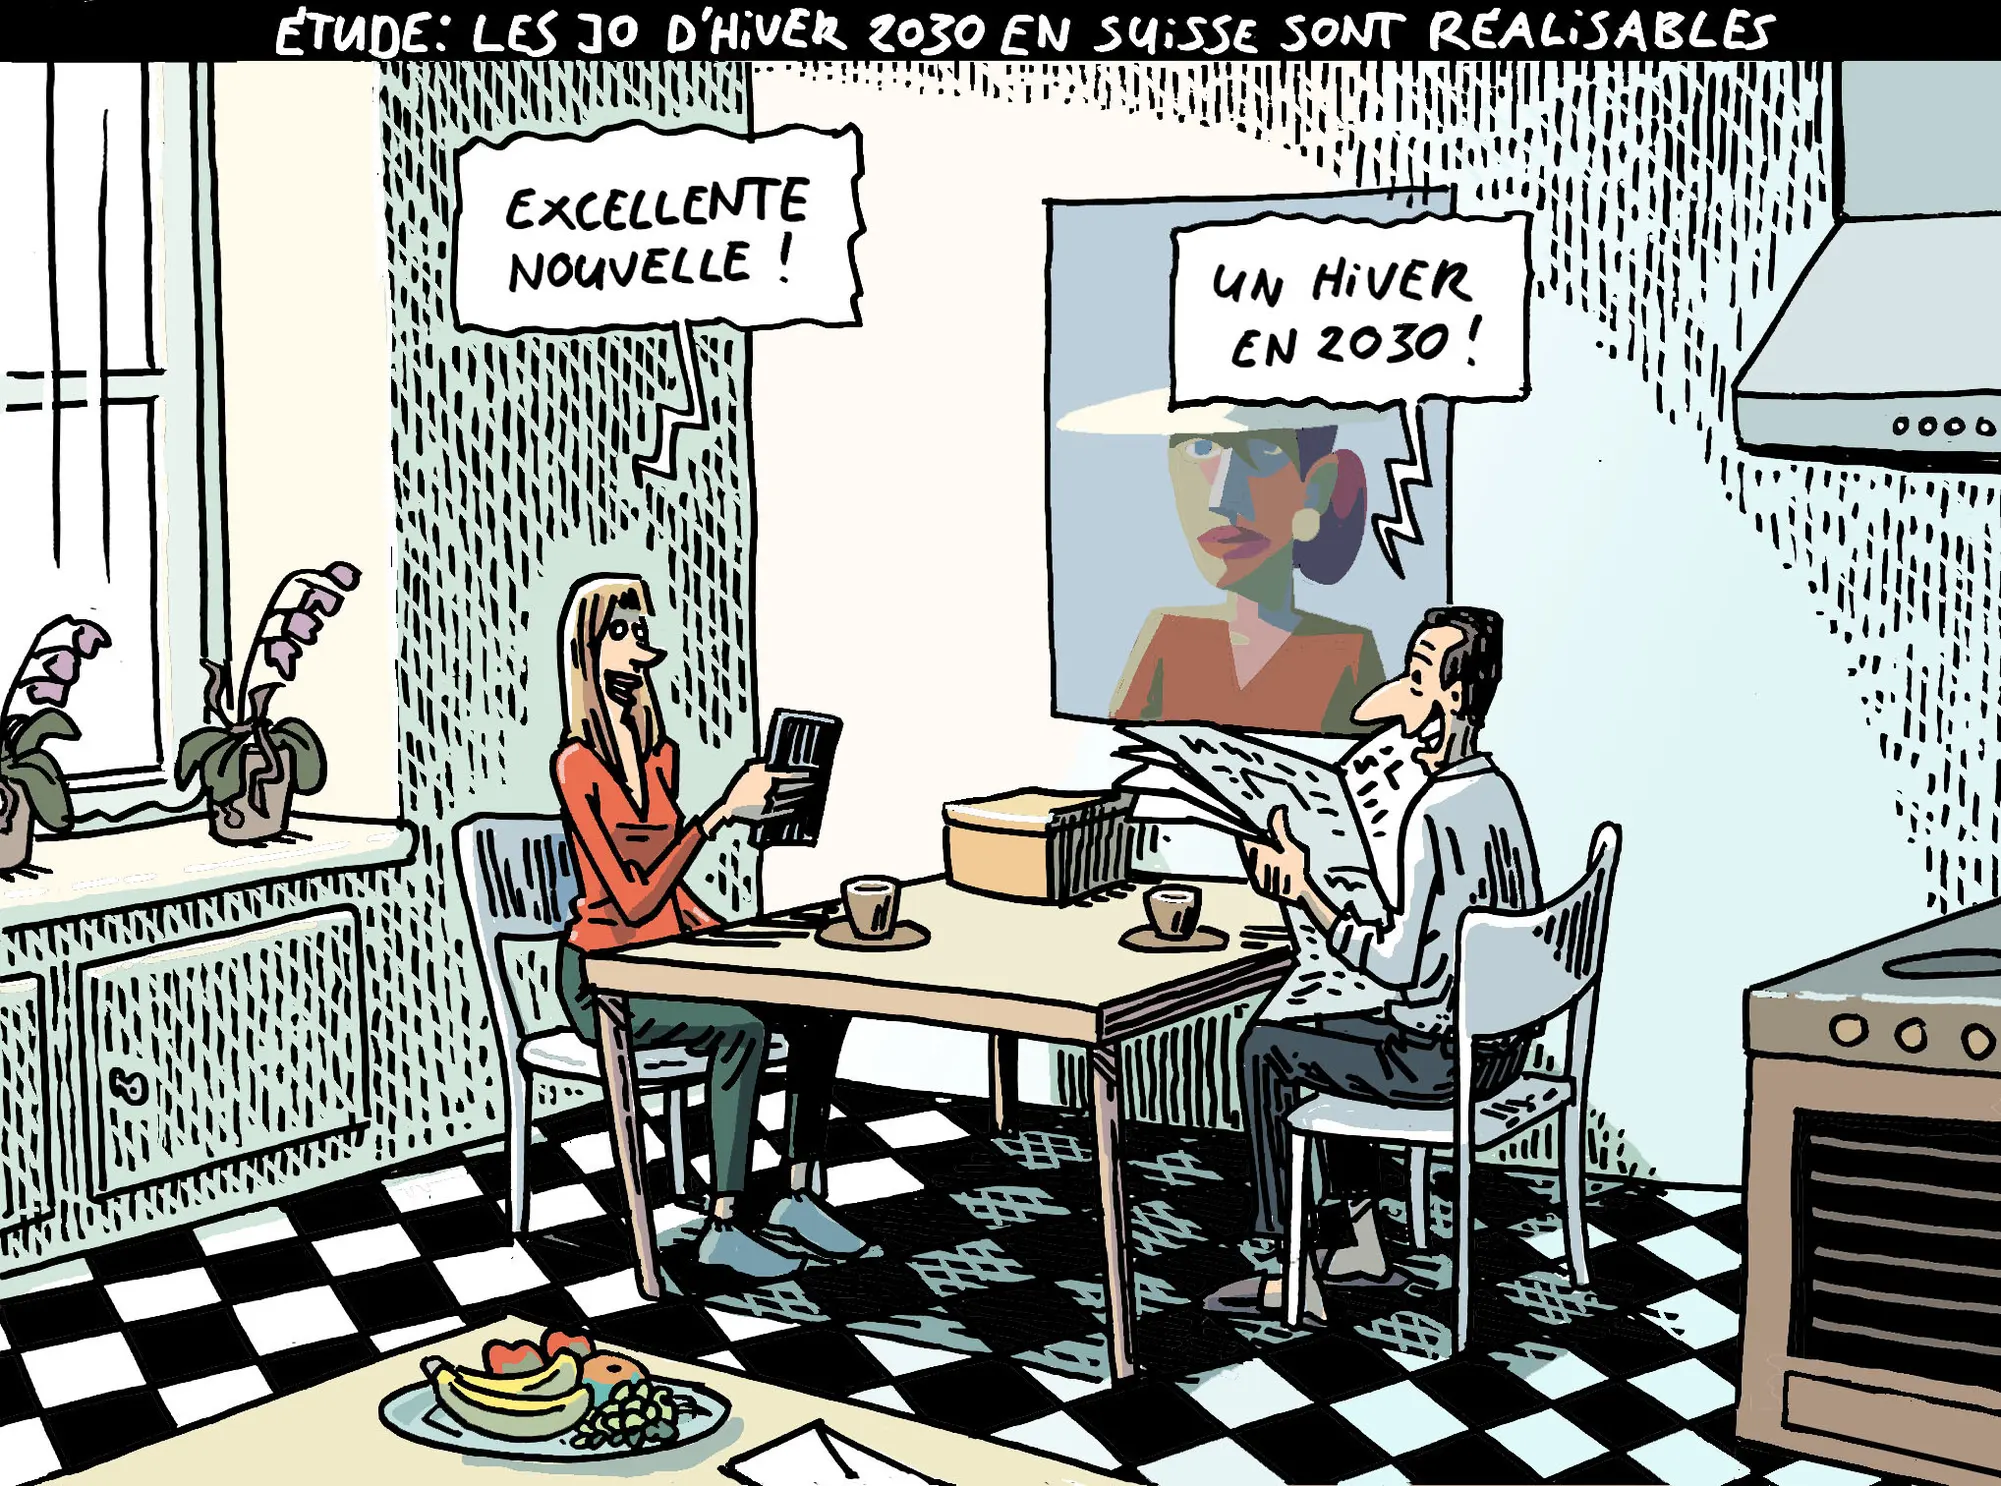 ÉTUDE: LES JO D'HiVER 2030 EN SUiSSE SONT RÉALiSABLES
EXCELLENTE
NOUVELLE !
UN HiVER
EN 2030 !